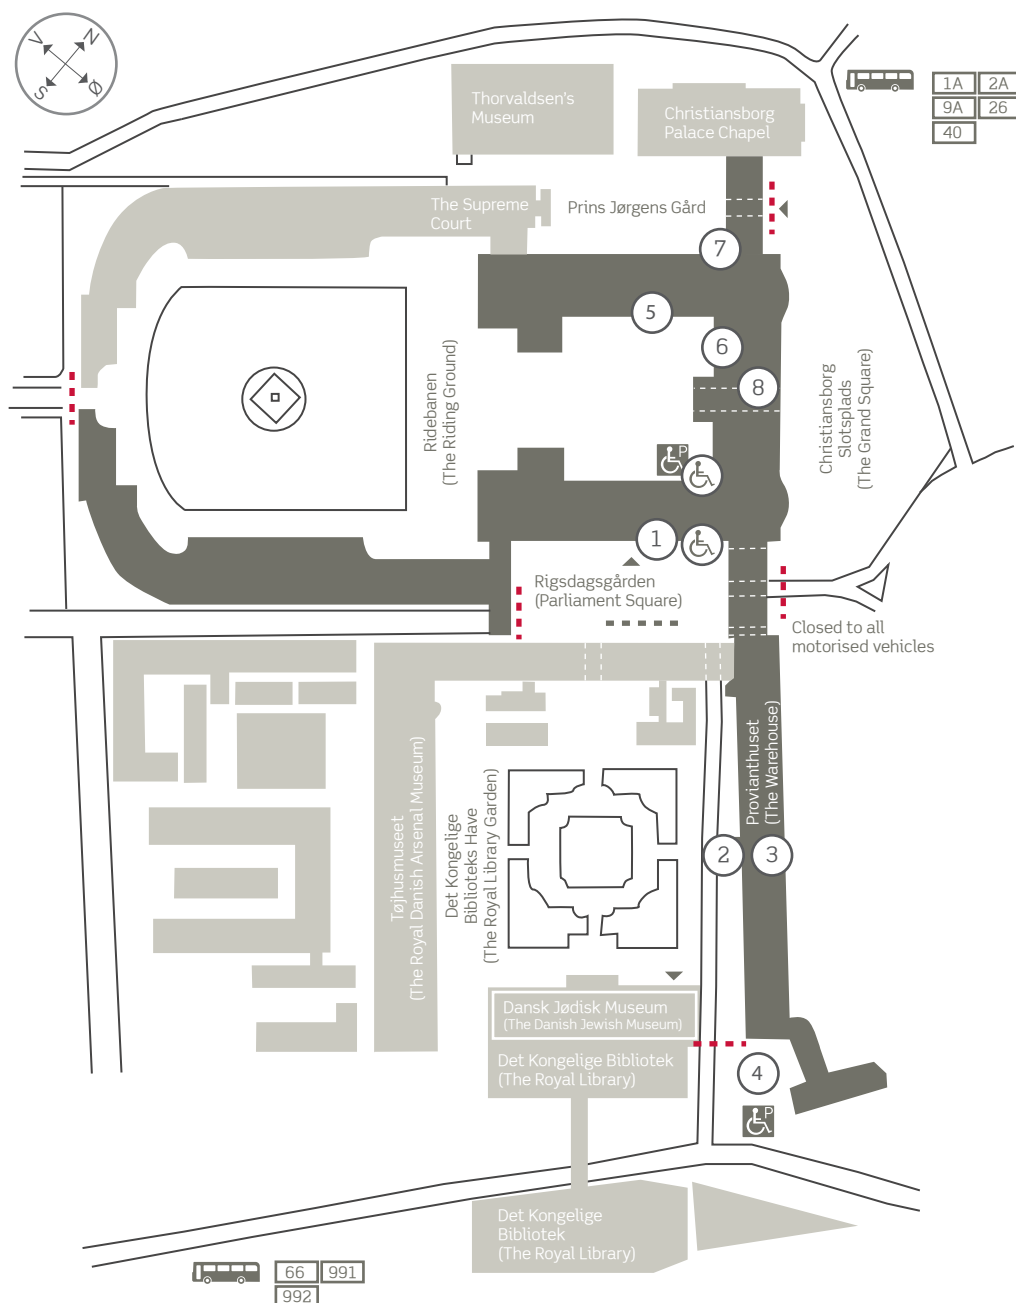 V
N
S
Ø
Thorvaldsen's
Museum
Christiansborg
Palace Chapel
1A
2A
9A
26
40
The Supreme
Court
Prins Jørgens Gård
7
5
6
8
Ridebanen
(The Riding Ground)
Christiansborg
Slotsplads
(The Grand Square)
P
1
Rigsdagsgården
(Parliament Square)
Closed to all
motorised vehicles
Provianthuset
(The Warehouse)
Tøjhusmuseet
(The Royal Danish Arsenal Museum)
Det Kongelige
Biblioteks Have
(The Royal Library Garden)
2
3
Dansk Jødisk Museum
(The Danish Jewish Museum)
Det Kongelige Bibliotek
(The Royal Library)
4
P
Det Kongelige
Bibliotek
(The Royal Library)
66
991
992